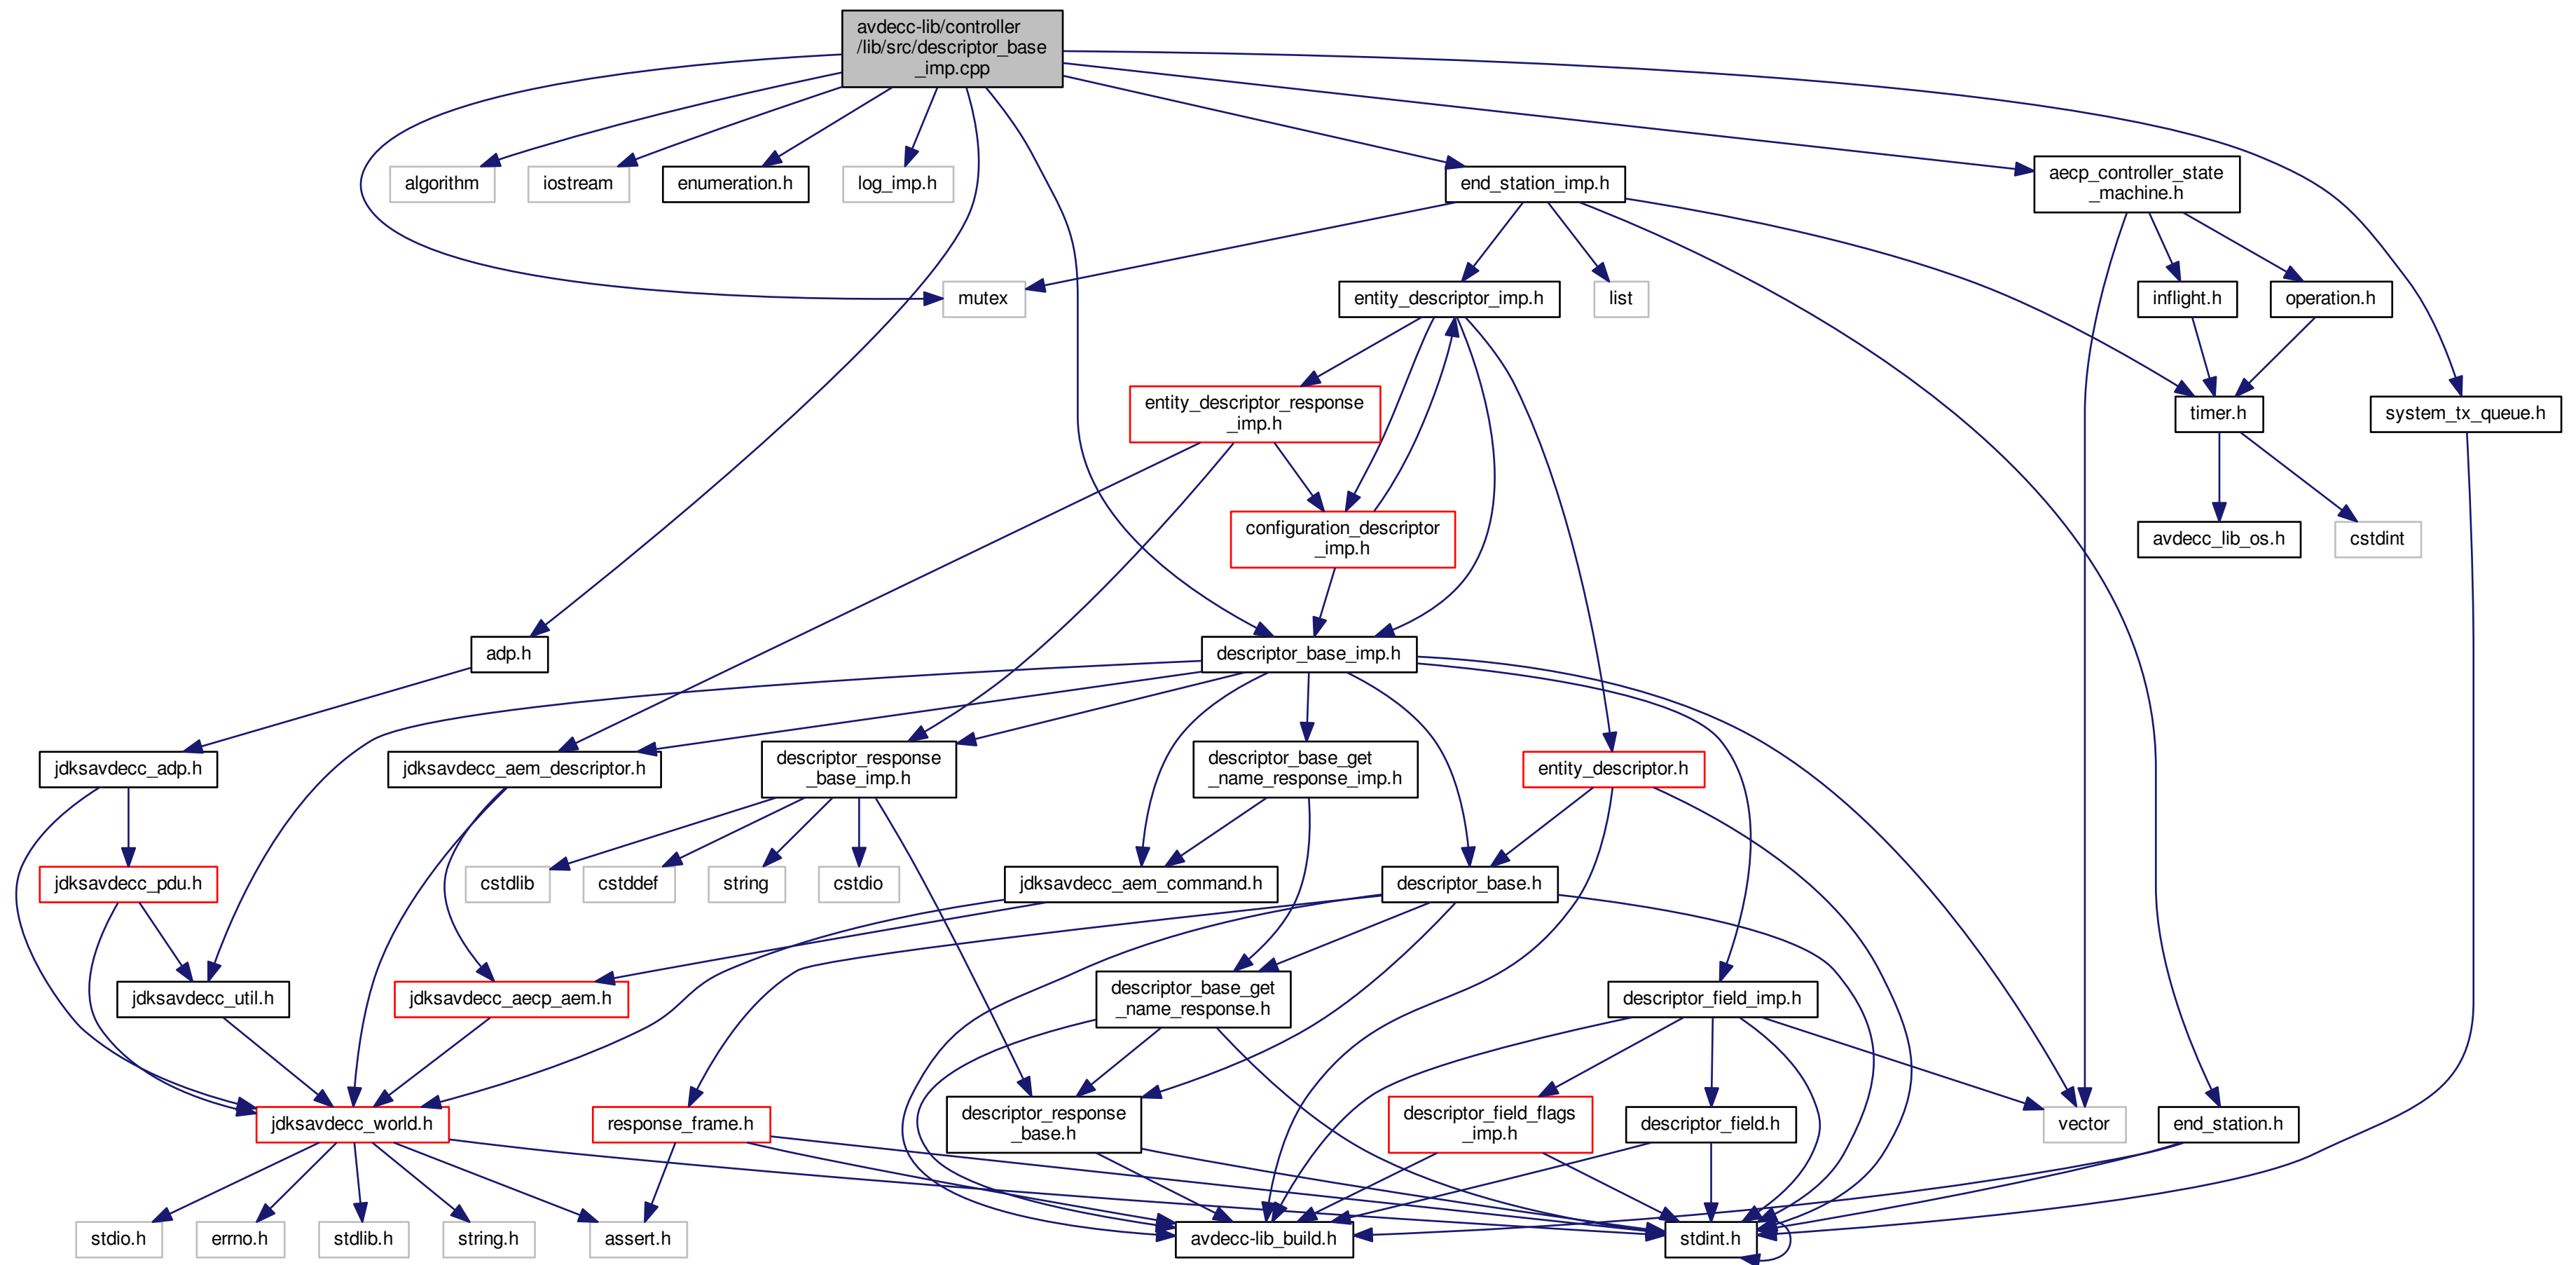 avdecc-lib/controller
/lib/src/descriptor_base
_imp.cpp
algorithm
iostream
enumeration.h
log_imp.h
end_station_imp.h
aecp_controller_state
_machine.h
mutex
entity_descriptor_imp.h
list
inflight.h
operation.h
entity_descriptor_response
_imp.h
timer.h
system_tx_queue.h
configuration_descriptor
_imp.h
avdecc_lib_os.h
cstdint
adp.h
descriptor_base_imp.h
jdksavdecc_adp.h
jdksavdecc_aem_descriptor.h
descriptor_response
_base_imp.h
descriptor_base_get
_name_response_imp.h
entity_descriptor.h
jdksavdecc_pdu.h
cstdlib
cstddef
string
cstdio
jdksavdecc_aem_command.h
descriptor_base.h
jdksavdecc_util.h
jdksavdecc_aecp_aem.h
descriptor_base_get
_name_response.h
descriptor_field_imp.h
jdksavdecc_world.h
response_frame.h
descriptor_response
_base.h
descriptor_field_flags
_imp.h
descriptor_field.h
vector
end_station.h
stdio.h
errno.h
stdlib.h
string.h
assert.h
avdecc-lib_build.h
stdint.h